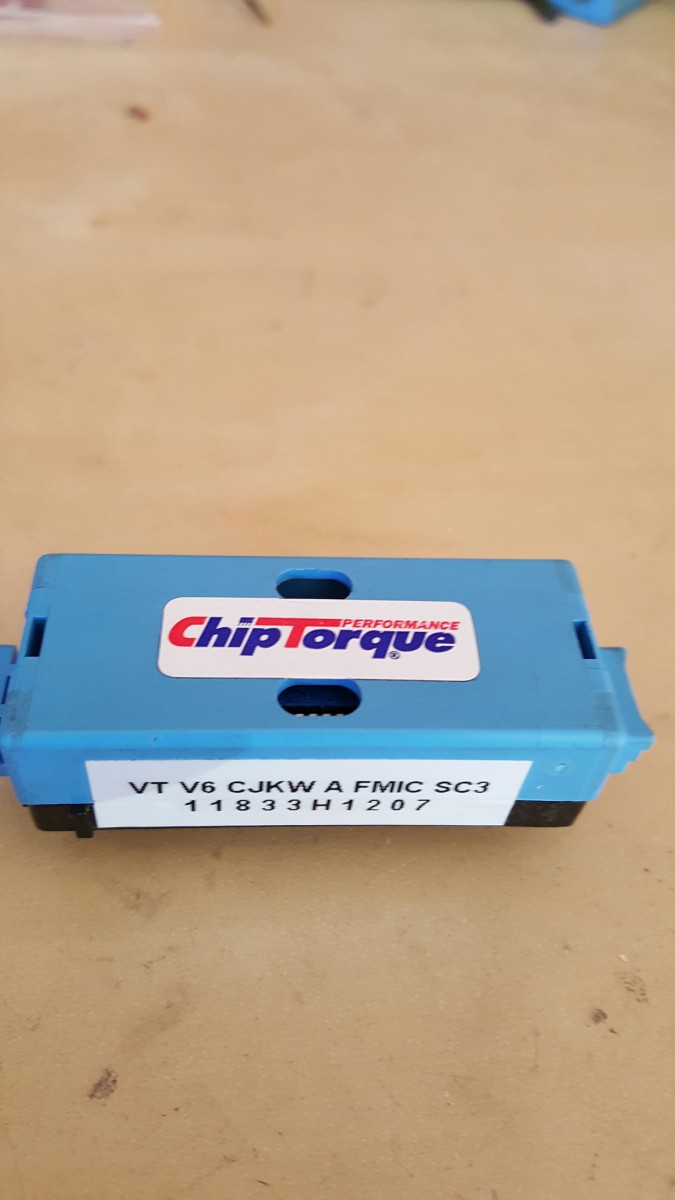 PERFORMANCE
ChipTorque®
VT V6 CJKW A FMIC SC3
11833H1207